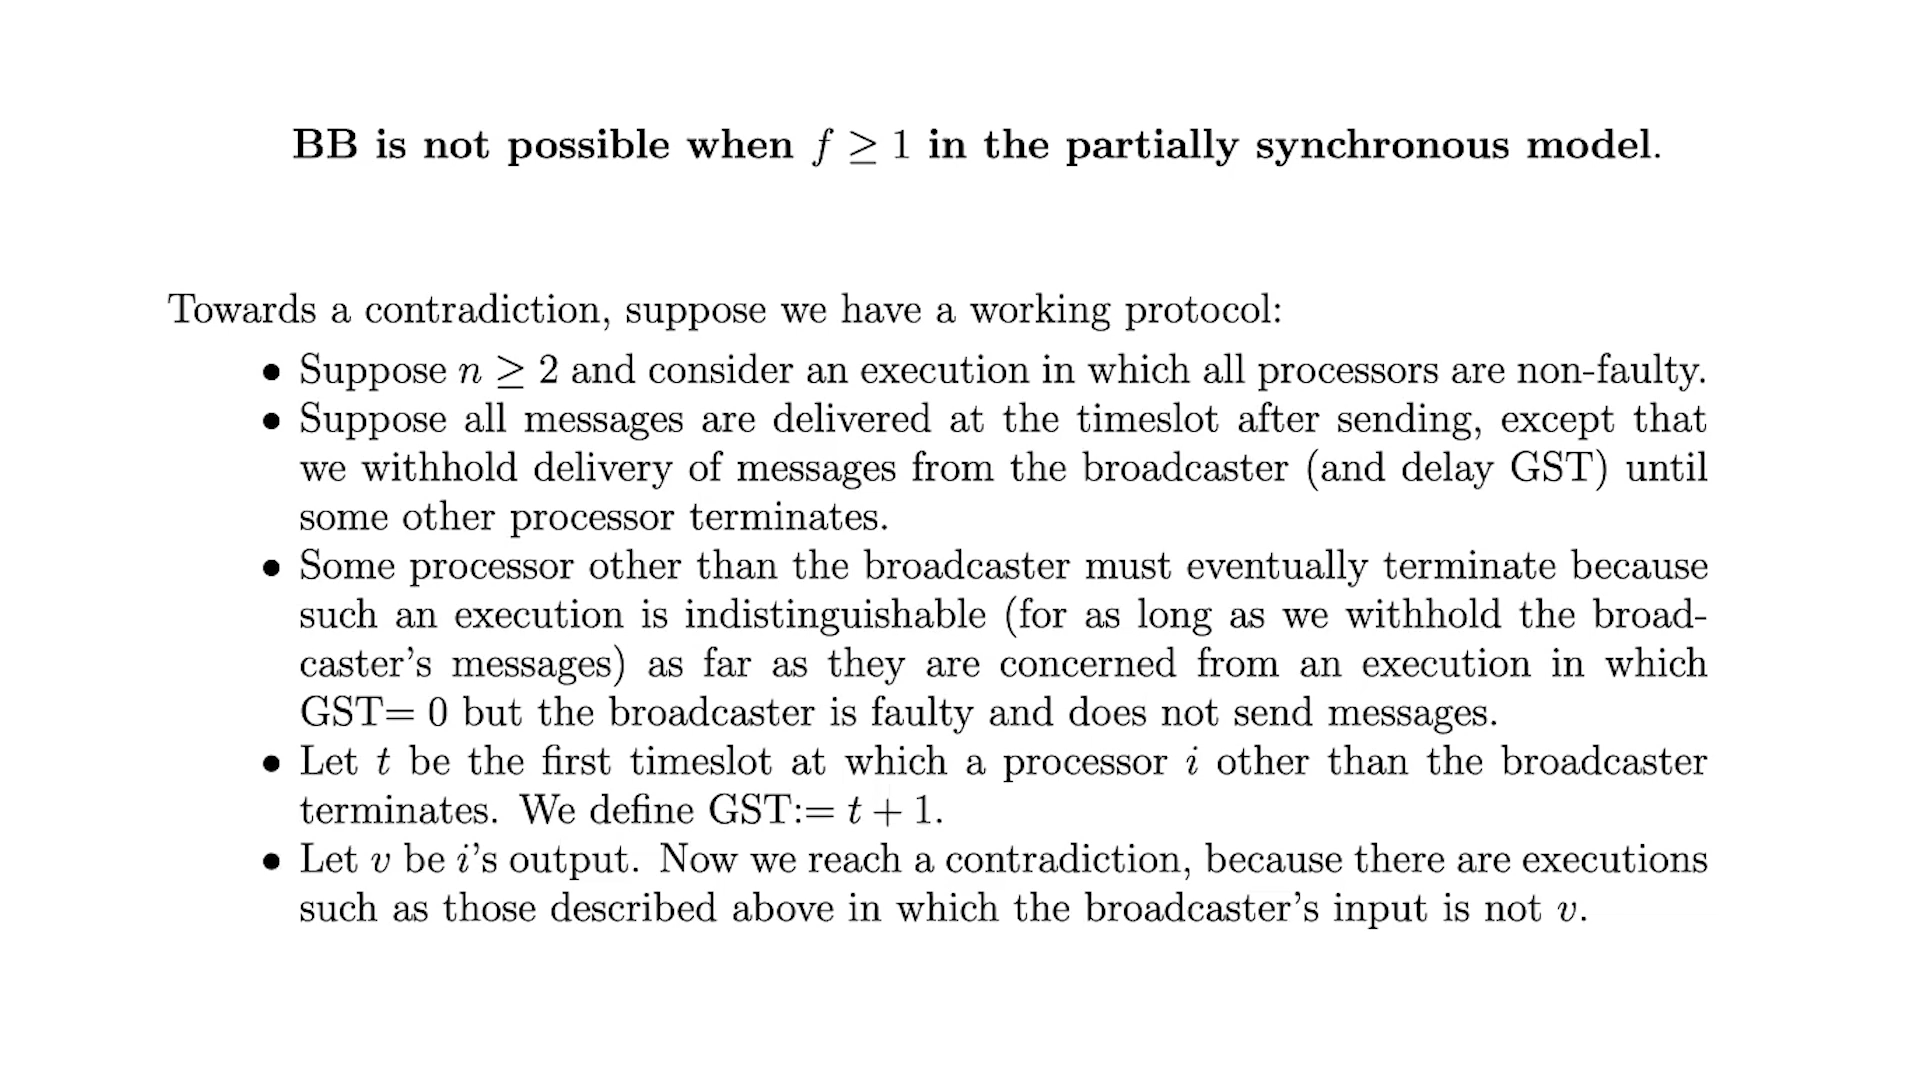 BB is not possible when f ≥ 1 in the partially synchronous model.
Towards a contradiction, suppose we have a working protocol:
• Suppose n ≥ 2 and consider an execution in which all processors are non-faulty.
• Suppose all messages are delivered at the timeslot after sending, except that
we withhold delivery of messages from the broadcaster (and delay GST) until
some other processor terminates.
• Some processor other than the broadcaster must eventually terminate because
such an execution is indistinguishable (for as long as we withhold the broad-
caster's messages) as far as they are concerned from an execution in which
GST= 0 but the broadcaster is faulty and does not send messages.
• Let t be the first timeslot at which a processor i other than the broadcaster
terminates. We define GST:= t + 1.
• Let v be i's output. Now we reach a contradiction, because there are executions
such as those described above in which the broadcaster's input is not v.